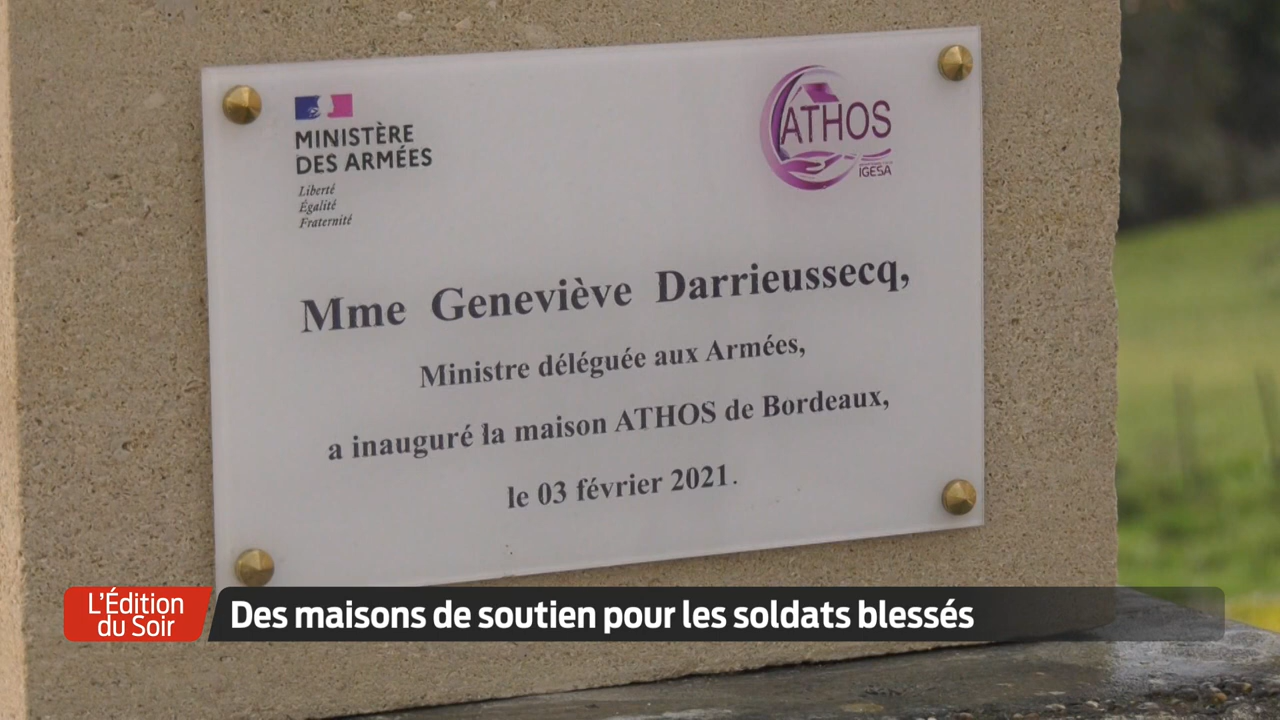 MINISTÈRE
DES ARMÉES
Liberté
Égalité
Fraternité
ATHOS
IGESA
Mme Geneviève Darrieussecq,
Ministre déléguée aux Armées,
a inauguré la maison ATHOS de Bordeaux,
le 03 février 2021.
L'Édition
du Soir
Des maisons de soutien pour les soldats blessés